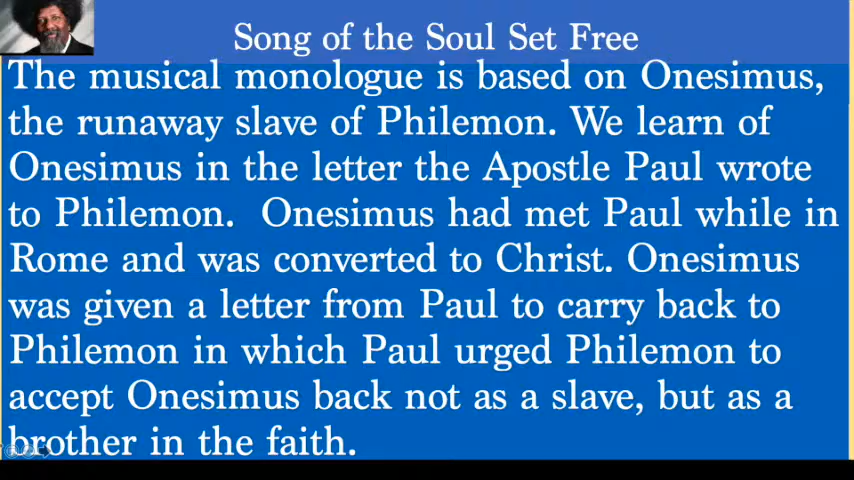 Song of the Soul Set Free
The musical monologue is based on Onesimus,
the runaway slave of Philemon. We learn of
Onesimus in the letter the Apostle Paul wrote
to Philemon.  Onesimus had met Paul while in
Rome and was converted to Christ. Onesimus
was given a letter from Paul to carry back to
Philemon in which Paul urged Philemon to
accept Onesimus back not as a slave, but as a
brother in the faith.